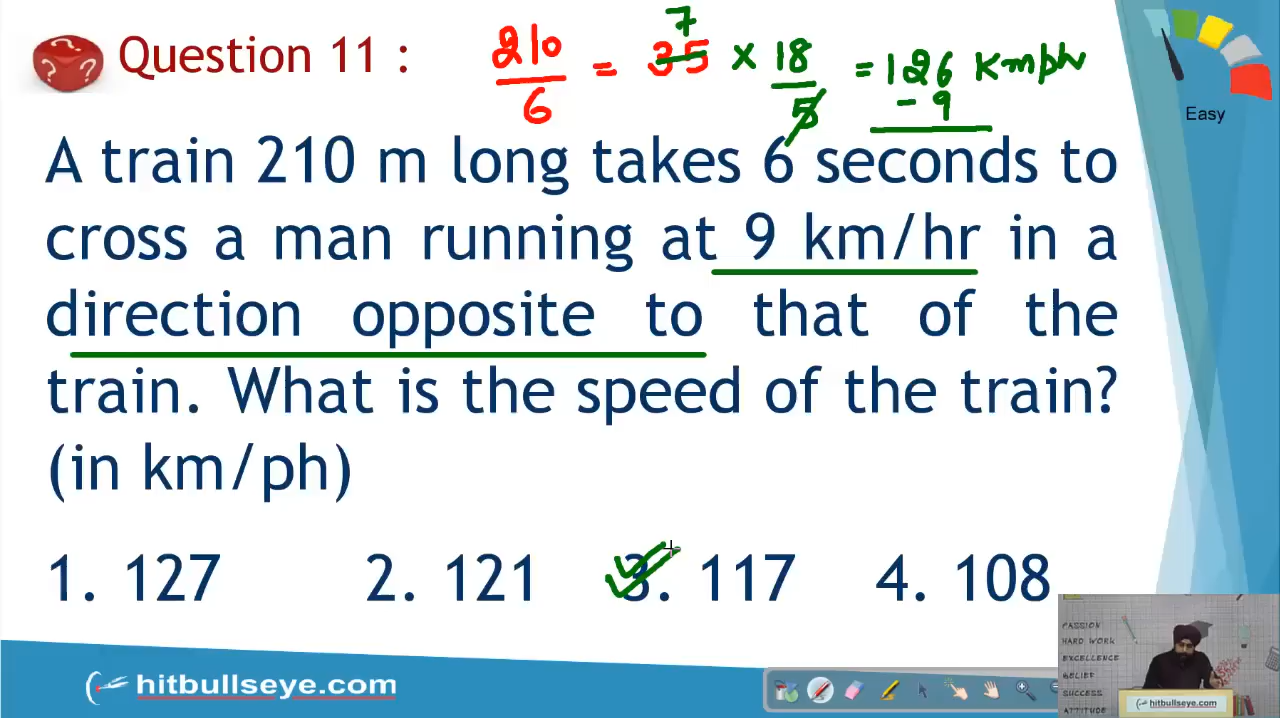 Question 11 :
210/6 = 35 7 × 18/5 = 126 Kmph
- 9
Easy
A train 210 m long takes 6 seconds to
cross a man running at 9 km/hr in a
direction opposite to that of the
train. What is the speed of the train?
(in km/ph)
1. 127 2. 121 3. 117 4. 108
PASSION
HARD WORK
EXCELLENCE
BELIEF
SUCCESS
ATTITUDE
hitbullseye.com
hitbullseye.com